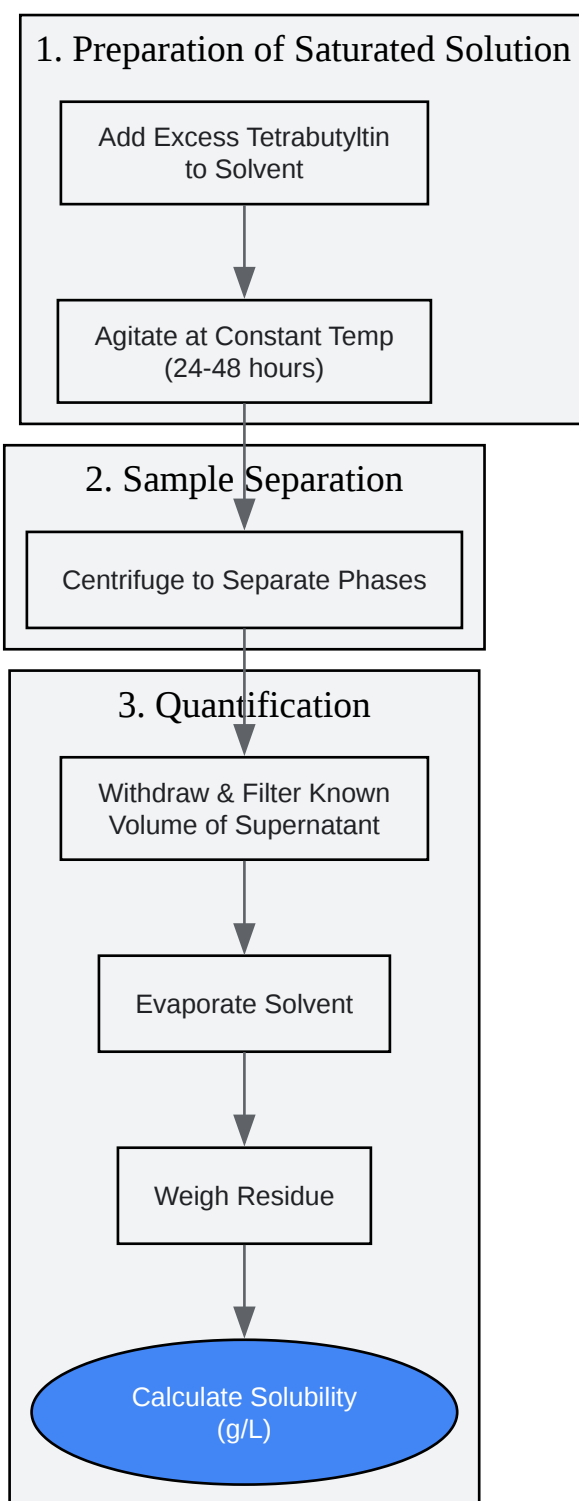 1. Preparation of Saturated Solution
Add Excess Tetrabutyltin
to Solvent
Agitate at Constant Temp
(24-48 hours)
2. Sample Separation
Centrifuge to Separate Phases
3. Quantification
Withdraw & Filter Known
Volume of Supernatant
Evaporate Solvent
Weigh Residue
Calculate Solubility
(g/L)